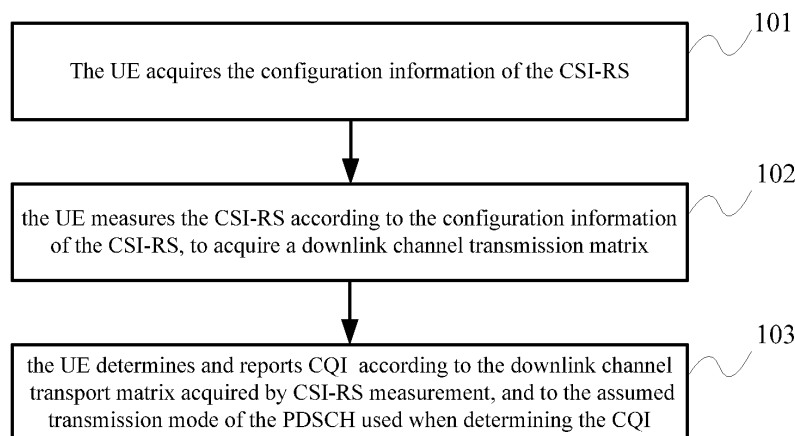 101
The UE acquires the configuration information of the CSI-RS
102
the UE measures the CSI-RS according to the configuration information
of the CSI-RS, to acquire a downlink channel transmission matrix
103
the UE determines and reports CQI according to the downlink channel
transport matrix acquired by CSI-RS measurement, and to the assumed
transmission mode of the PDSCH used when determining the CQI